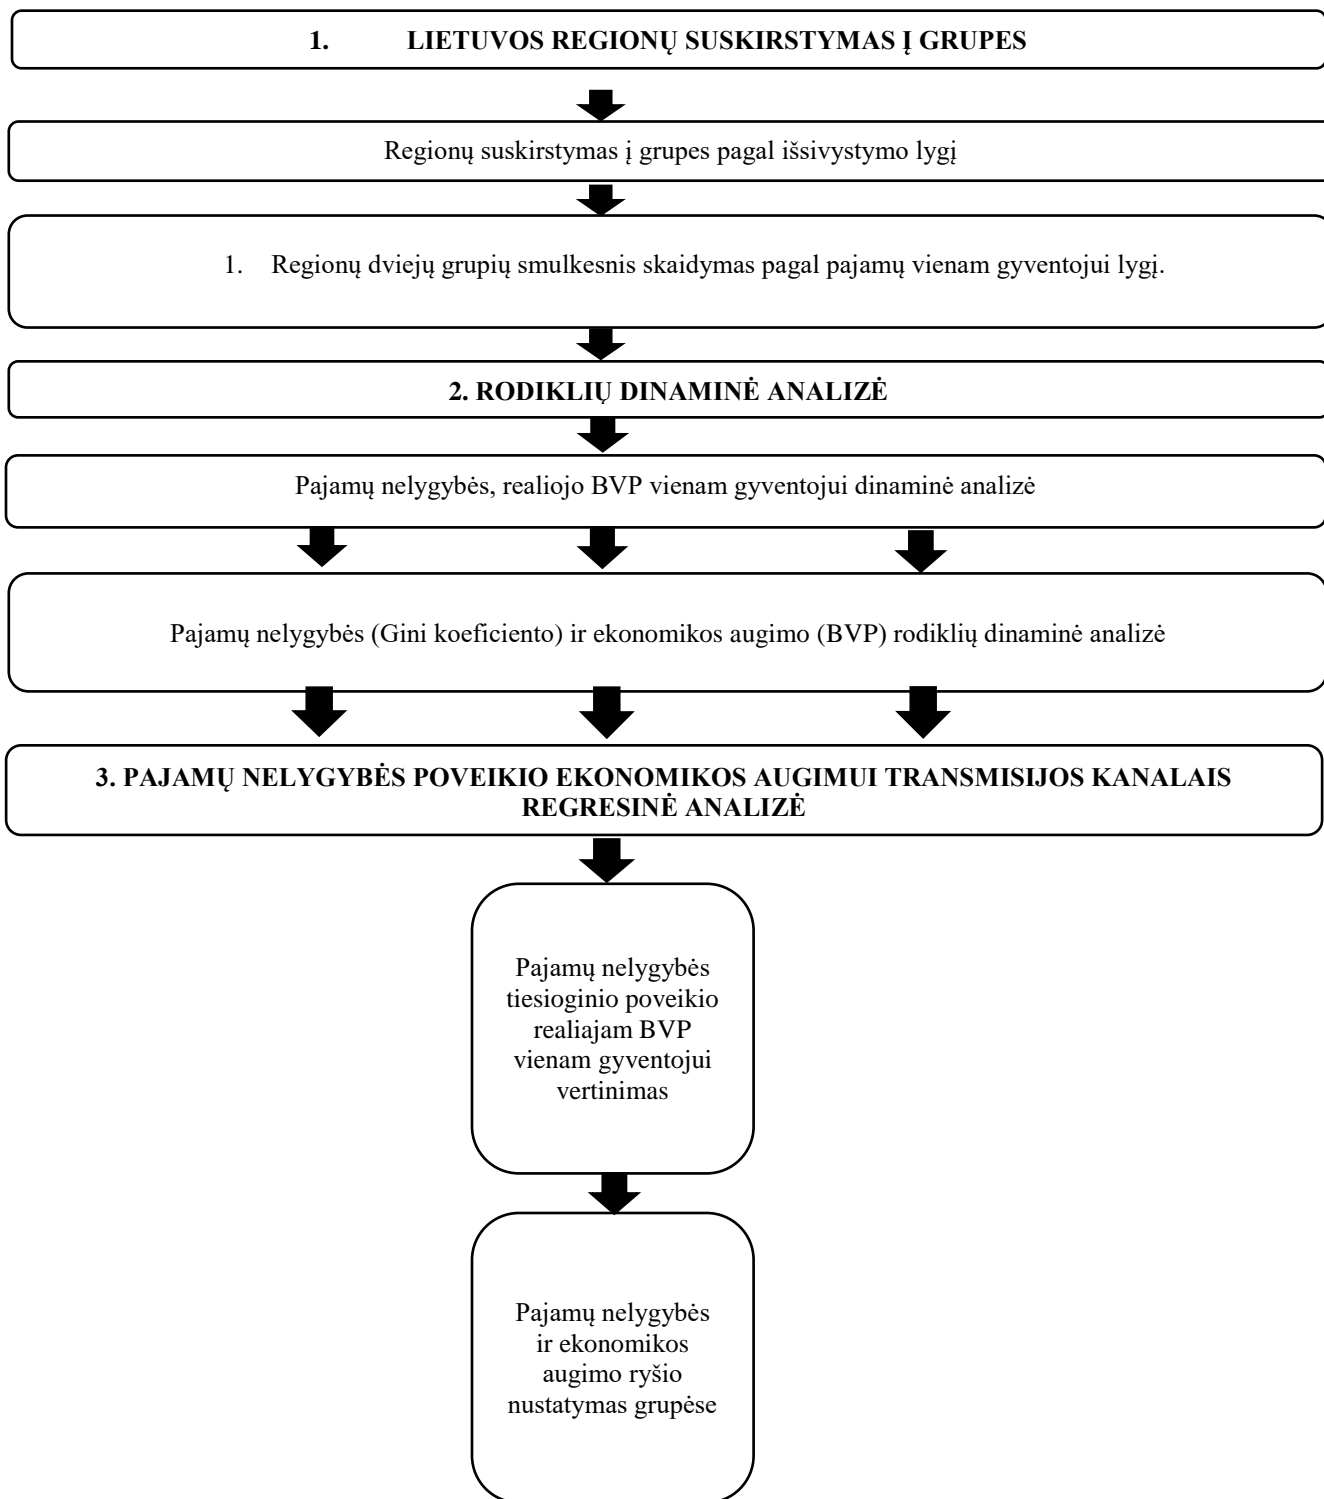 1. LIETUVOS REGIONŲ SUSKIRSTYMAS Į GRUPES
Regionų suskirstymas į grupes pagal išsivystymo lygį
1. Regionų dviejų grupių smulkesnis skaidymas pagal pajamų vienam gyventojui lygį.
2. RODIKLIŲ DINAMINĖ ANALIZĖ
Pajamų nelygybės, realiojo BVP vienam gyventojui dinaminė analizė
Pajamų nelygybės (Gini koeficiento) ir ekonomikos augimo (BVP) rodiklių dinaminė analizė
3. PAJAMŲ NELYGYBĖS POVEIKIO EKONOMIKOS AUGIMUI TRANSMISIJOS KANALAIS
REGRESINĖ ANALIZĖ
Pajamų nelygybės
tiesioginio poveikio
realiajam BVP
vienam gyventojui
vertinimas
Pajamų nelygybės
ir ekonomikos
augimo ryšio
nustatymas grupėse